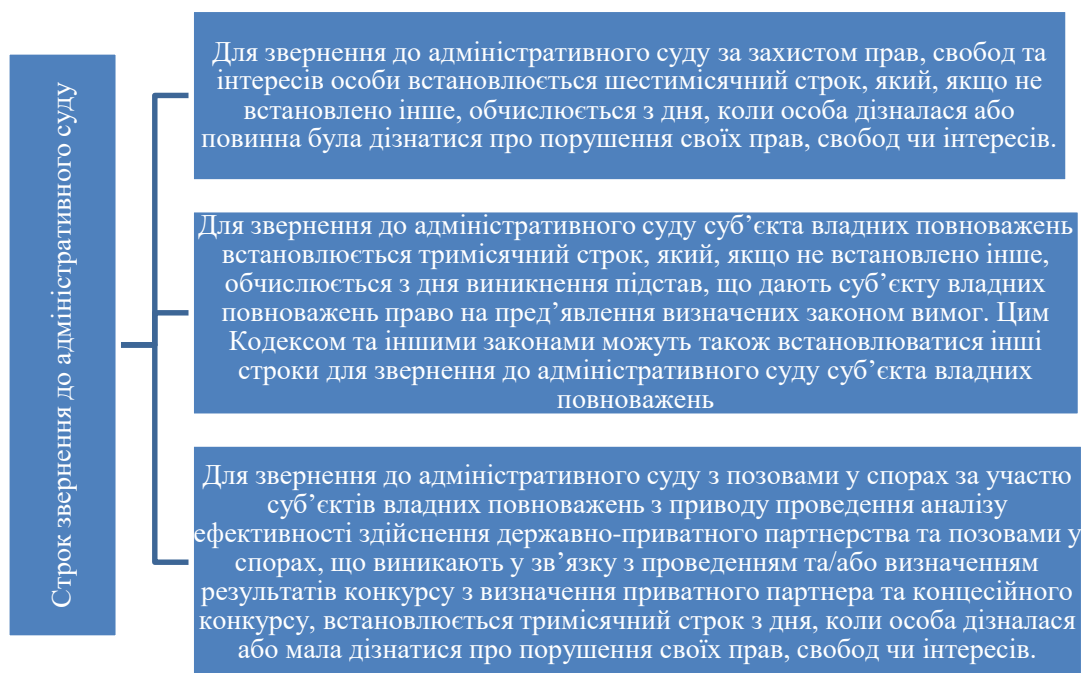 Строк звернення до адміністративного суду
Для звернення до адміністративного суду за захистом прав, свобод та
інтересів особи встановлюється шестимісячний строк, який, якщо не
встановлено інше, обчислюється з дня, коли особа дізналася або
повинна була дізнатися про порушення своїх прав, свобод чи інтересів.
Для звернення до адміністративного суду суб’єкта владних повноважень
встановлюється тримісячний строк, який, якщо не встановлено інше,
обчислюється з дня виникнення підстав, що дають суб’єкту владних
повноважень право на пред’явлення визначених законом вимог. Цим
Кодексом та іншими законами можуть також встановлюватися інші
строки для звернення до адміністративного суду суб’єкта владних
повноважень
Для звернення до адміністративного суду з позовами у спорах за участю
суб’єктів владних повноважень з приводу проведення аналізу
ефективності здійснення державно-приватного партнерства та позовами у
спорах, що виникають у зв’язку з проведенням та/або визначенням
результатів конкурсу з визначення приватного партнера та концесійного
конкурсу, встановлюється тримісячний строк з дня, коли особа дізналася
або мала дізнатися про порушення своїх прав, свобод чи інтересів.